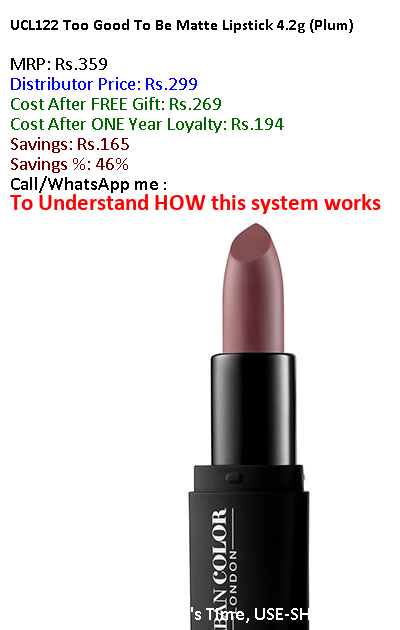 UCL122 Too Good To Be Matte Lipstick 4.2g (Plum)
MRP: Rs.359
Distributor Price: Rs.299
Cost After FREE Gift: Rs.269
Cost After ONE Year Loyalty: Rs.194
Savings: Rs.165
Savings %: 46%
Call/WhatsApp me :
To Understand HOW this system works
BAN COLOR
LONDON
's Time, USE-SH